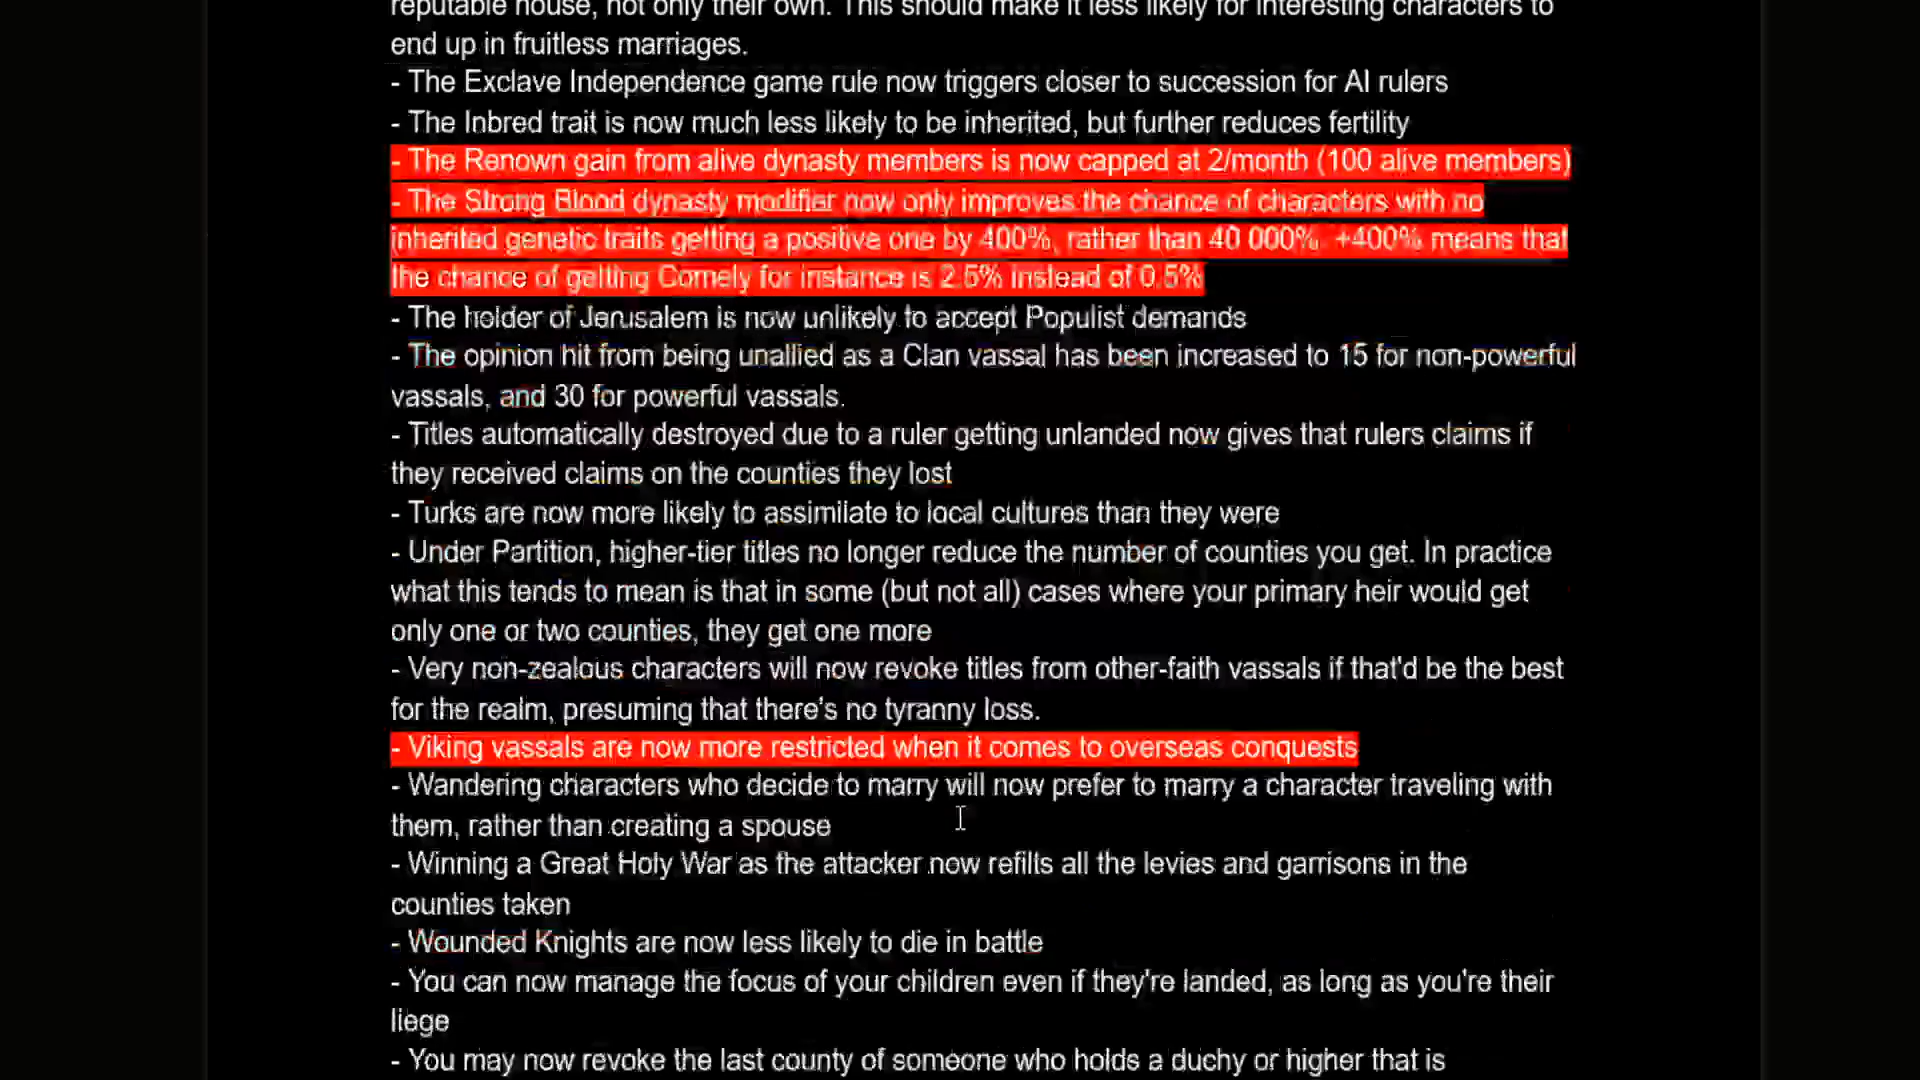 reputable house, not only their own. This should make it less likely for interesting characters to
end up in fruitless marriages.
- The Exclave Independence game rule now triggers closer to succession for AI rulers
- The Inbred trait is now much less likely to be inherited, but further reduces fertility
- The Renown gain from alive dynasty members is now capped at 2/month (100 alive members)
- The Strong Blood dynasty modifier now only improves the chance of characters with no
inherited genetic traits getting a positive one by 400%, rather than 40 000%. +400% means that
the chance of getting Comely for instance is 2.5% instead of 0.5%
- The holder of Jerusalem is now unlikely to accept Populist demands
- The opinion hit from being unallied as a Clan vassal has been increased to 15 for non-powerful
vassals, and 30 for powerful vassals.
- Titles automatically destroyed due to a ruler getting unlanded now gives that rulers claims if
they received claims on the counties they lost
- Turks are now more likely to assimilate to local cultures than they were
- Under Partition, higher-tier titles no longer reduce the number of counties you get. In practice
what this tends to mean is that in some (but not all) cases where your primary heir would get
only one or two counties, they get one more
- Very non-zealous characters will now revoke titles from other-faith vassals if that'd be the best
for the realm, presuming that there's no tyranny loss.
- Viking vassals are now more restricted when it comes to overseas conquests
- Wandering characters who decide to marry will now prefer to marry a character traveling with
them, rather than creating a spouse
- Winning a Great Holy War as the attacker now refills all the levies and garrisons in the
counties taken
- Wounded Knights are now less likely to die in battle
- You can now manage the focus of your children even if they're landed, as long as you're their
liege
- You may now revoke the last county of someone who holds a duchy or higher that is